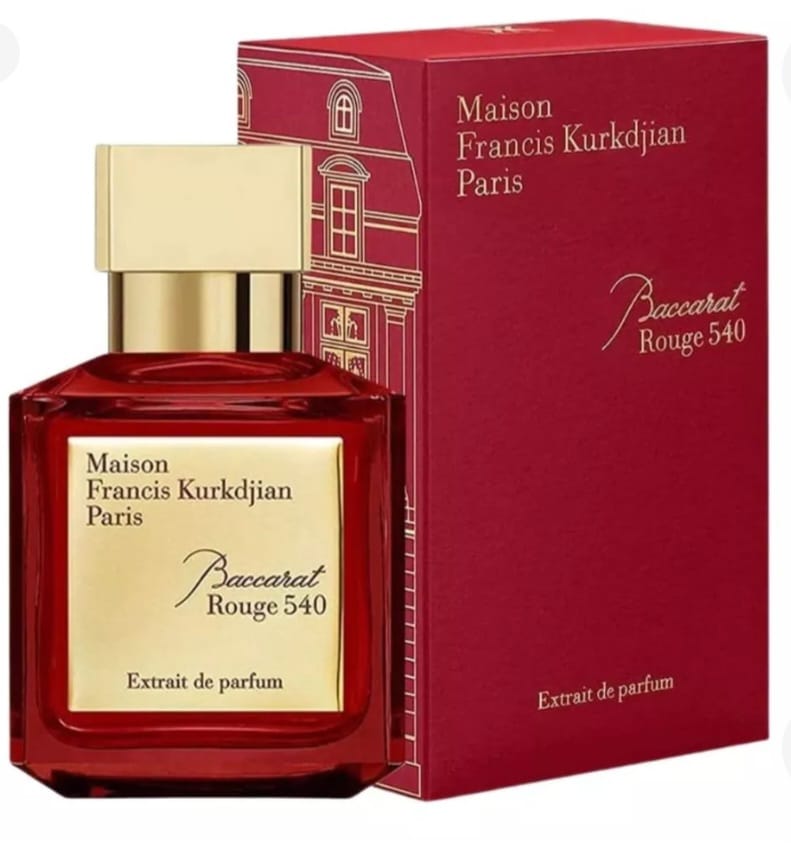 Maison
Francis Kurkdjian
Paris
Baccarat
Rouge 540
Extrait de parfum
Maison
Francis Kurkdjian
Paris
Baccarat
Rouge 540
Extrait de parfum